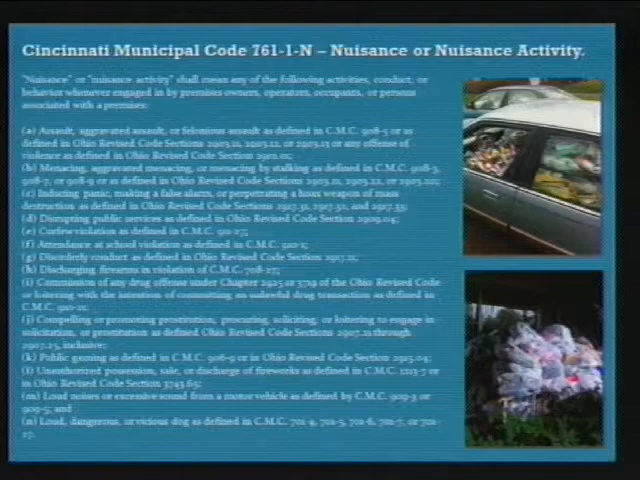 Cincinnati Municipal Code 761-1-N – Nuisance or Nuisance Activity.
"Nuisance" or "nuisance activity" shall mean any of the following activities, conduct, or
behavior whenever engaged in by premises owners, operators, occupants, or persons
associated with a premises:
(a) Assault, aggravated assault, or felonious assault as defined in C.M.C. 908-5 or as
defined in Ohio Revised Code Sections 2903.11, 2903.12, or 2903.13 or any offense of
violence as defined in Ohio Revised Code Section 2901.01;
(b) Menacing, aggravated menacing, or menacing by stalking as defined in C.M.C. 908-3,
908-7, or 908-9 or as defined in Ohio Revised Code Sections 2903.21, 2903.22, or
(c) Inducing panic, making a false alarm, or perpetrating a hoax weapon of mass
destruction as defined in Ohio Revised Code Sections 2917.31, 2917.32, and 2917.33;
(d) Disrupting public services as defined in Ohio Revised Code Section 2909.04;
(e) Curfew violation as defined in C.M.C. 911-27;
(f) Attendance at school violation as defined in C.M.C. 910-1;
(g) Disorderly conduct as defined in Ohio Revised Code Section 2917.11;
(h) Discharging firearms in violation of C.M.C. 708-27;
(i) Commission of any drug offense under Chapter 2925 or 3719 of the Ohio Revised Code
or loitering with the intention of committing an unlawful drug transaction as defined in
C.M.C.
(j) Compelling or promoting prostitution, procuring, soliciting, or loitering to engage in
solicitation, or prostitution as defined Ohio Revised Code Sections 2907.21 through
2907.25, inclusive;
(k) Public gaming as defined in C.M.C. 906-9 or in Ohio Revised Code Section 2915.04;
(l) Unauthorized possession, sale, or discharge of fireworks as defined in C.M.C. 1213-7 or
in Ohio Revised Code Section 3743.65;
(m) Loud noises or excessive sound from a motor vehicle as defined by C.M.C. 909-3 or
909-5; and
(n) Loud, dangerous, or vicious dog as defined in C.M.C. 701-4, 701-5, 701-6, 701-7, or 701-
27.